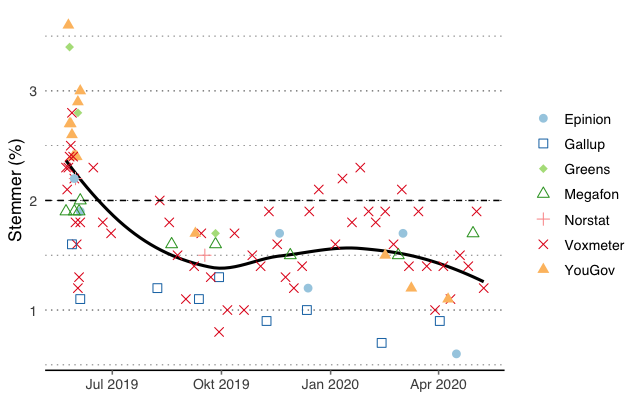 Stemmer (%)
3
2
1
Jul 2019
Okt 2019
Jan 2020
Apr 2020
Epinion
Gallup
Greens
Megafon
Norstat
Voxmeter
YouGov